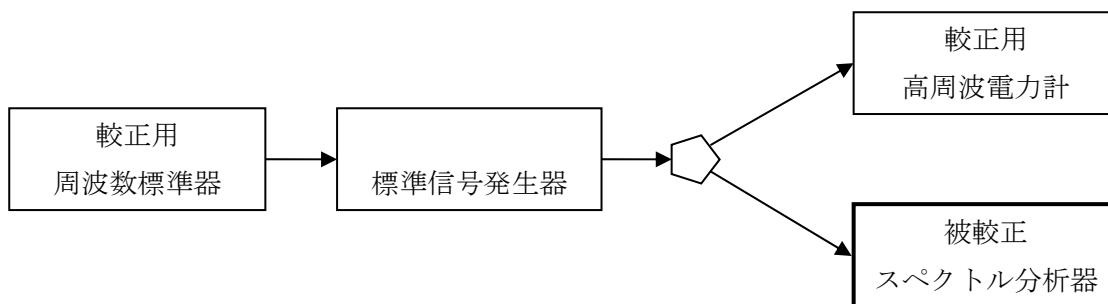 較正用
高周波電力計
較正用
周波数標準器
標準信号発生器
被較正
スペクトル分析器